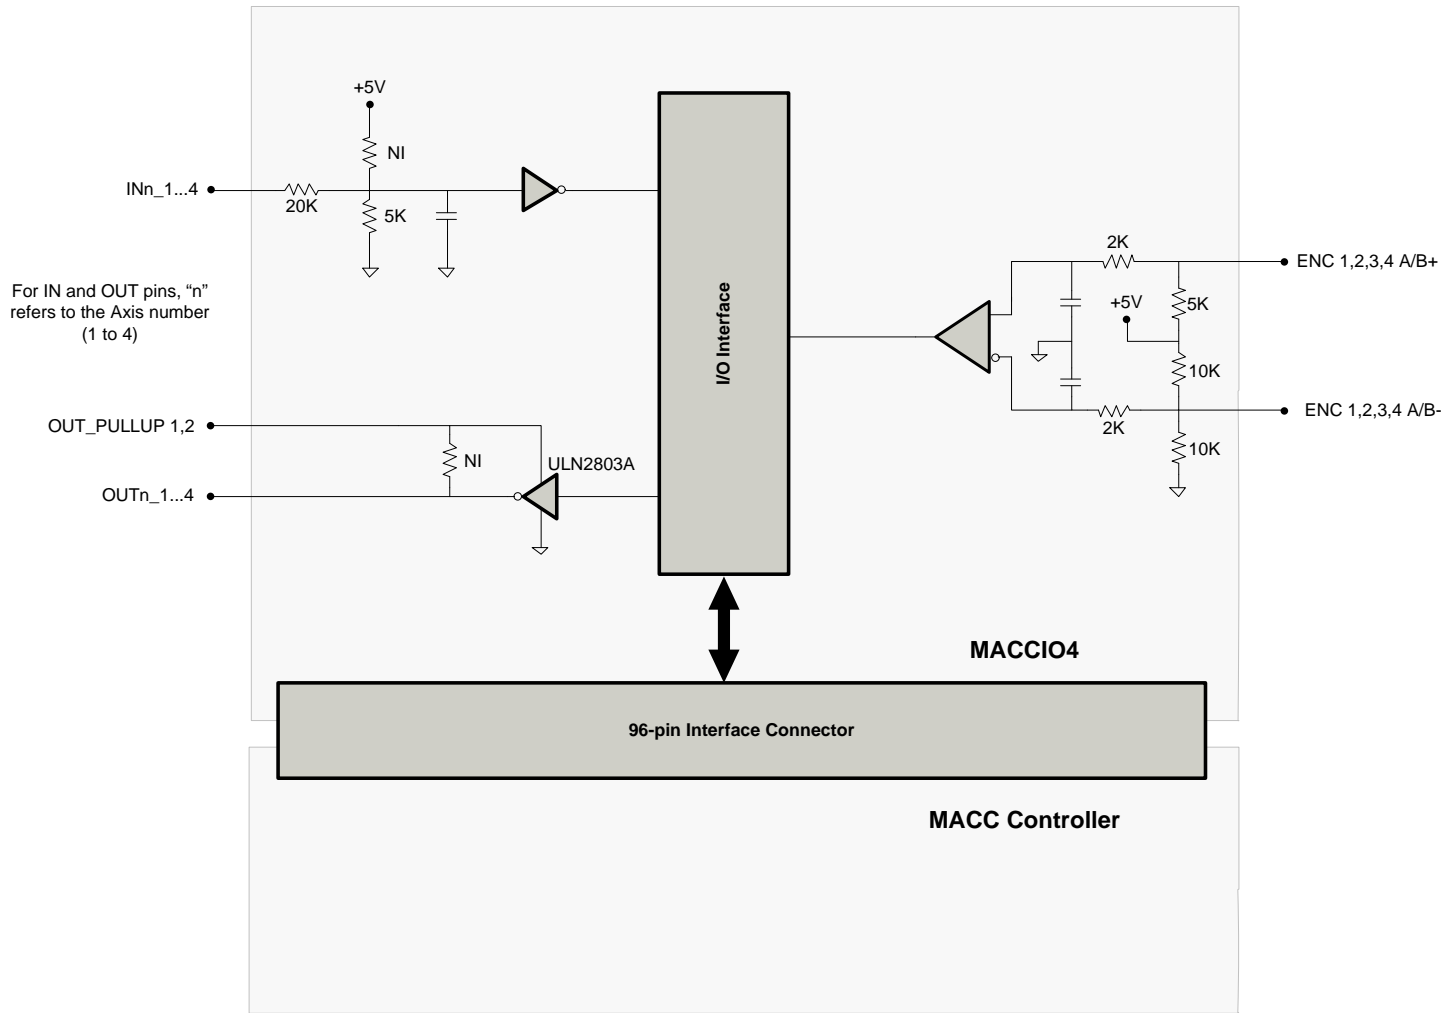 +5V
NI
INn_1...4
20K
5K
For IN and OUT pins, “n”
refers to the Axis number
(1 to 4)
OUT_PULLUP 1,2
NI
ULN2803A
OUTn_1...4
I/O Interface
2K
ENC 1,2,3,4 A/B+
+5V
5K
10K
ENC 1,2,3,4 A/B-
2K
10K
MACCIO4
96-pin Interface Connector
MACC Controller